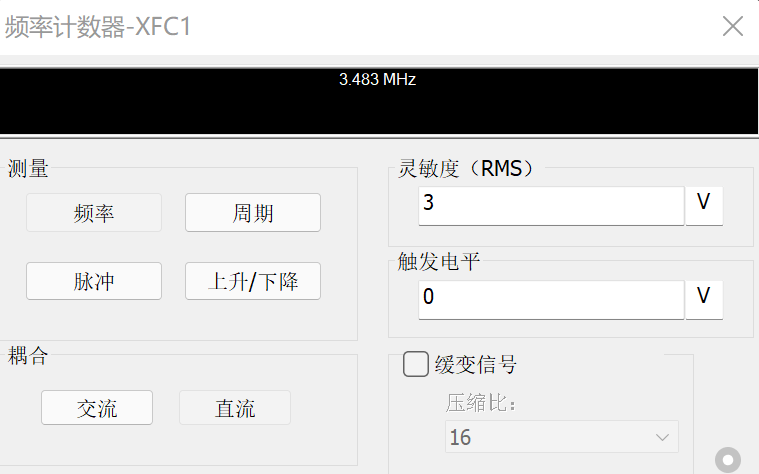 频率计数器-XFC1
3.483 MHz
测量
频率
周期
脉冲
上升/下降
耦合
交流
直流
灵敏度（RMS）
3
V
触发电平
0
V
缓变信号
压缩比：
16